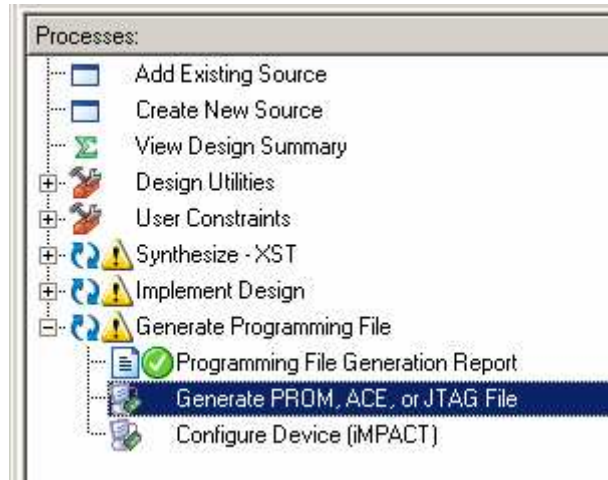 Processes:
Add Existing Source
Create New Source
View Design Summary
Design Utilities
User Constraints
Synthesize - XST
Implement Design
Generate Programming File
Programming File Generation Report
Generate PROM, ACE, or JTAG File
Configure Device (iMPACT)